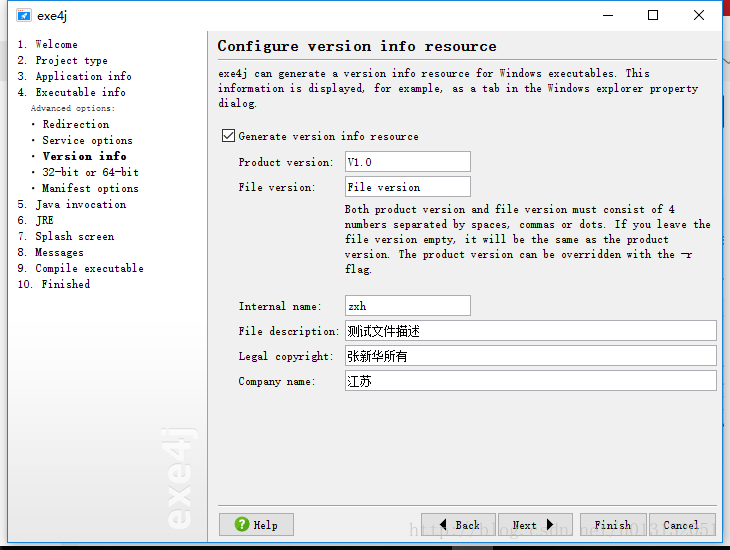 exe4j
1. Welcome
2. Project type
3. Application info
4. Executable info
Advanced options:
• Redirection
• Service options
• Version info
• 32-bit or 64-bit
• Manifest options
5. Java invocation
6. JRE
7. Splash screen
8. Messages
9. Compile executable
10. Finished
exe4j
Configure version info resource
exe4j can generate a version info resource for Windows executables. This
information is displayed, for example, as a tab in the Windows explorer property
dialog.
Generate version info resource
Product version: V1.0
File version: File version
Both product version and file version must consist of 4
numbers separated by spaces, commas or dots. If you leave the
file version empty, it will be the same as the product
version. The product version can be overridden with the -r
flag.
Internal name: zxh
File description: 测试文件描述
Legal copyright: 张新华所有
Company name: 江苏
Help Back Next Finish Cancel